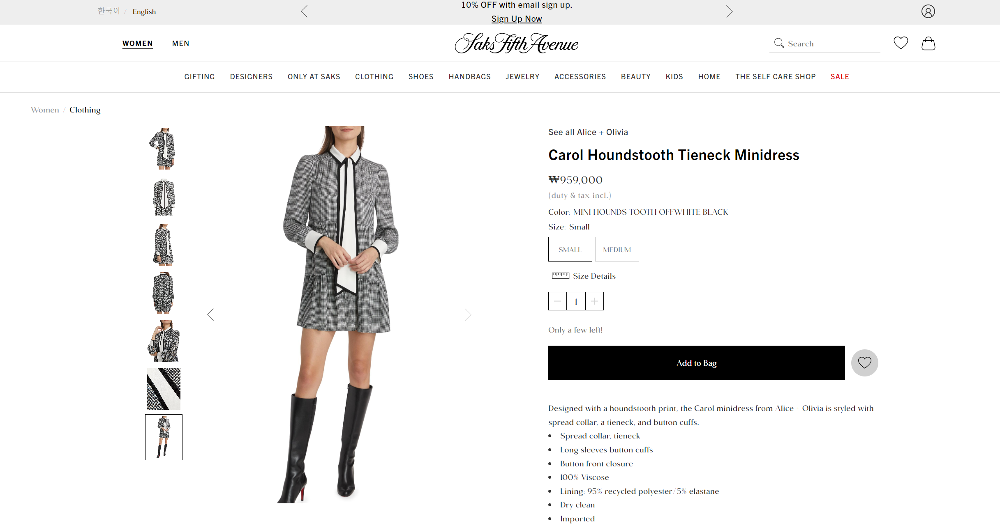 한국어 / English
10% OFF with email sign up.
Sign Up Now
WOMEN MEN
Saks Fifth Avenue
Search
GIFTING DESIGNERS ONLY AT SAKS CLOTHING SHOES HANDBAGS JEWELRY ACCESSORIES BEAUTY KIDS HOME THE SELF CARE SHOP SALE
Women / Clothing
See all Alice + Olivia
Carol Houndstooth Tieneck Minidress
₩959,000
(duty & tax incl.)
Color: MINI HOUNDS TOOTH OFFWHITE BLACK
Size: Small
SMALL MEDIUM
Size Details
1
Only a few left!
Add to Bag
Designed with a houndstooth print, the Carol minidress from Alice + Olivia is styled with
spread collar, a tieneck, and button cuffs.
• Spread collar, tieneck
• Long sleeves button cuffs
• Button front closure
• 100% Viscose
• Lining: 95% recycled polyester/5% elastane
• Dry clean
• Imported